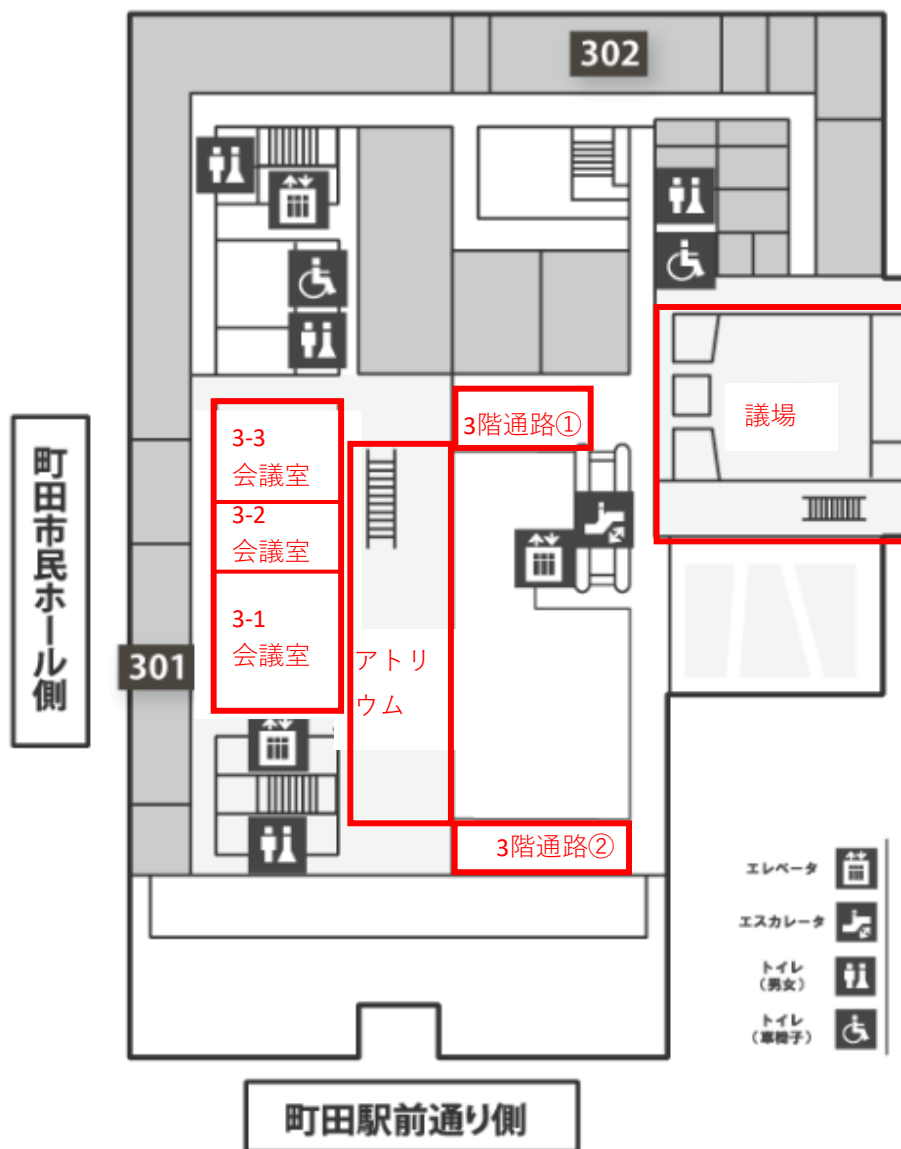 302
3階通路①
議場
3-3
会議室
3-2
会議室
3-1
会議室
町田市民ホール側
301
アトリ
ウム
3階通路②
エレベータ
エスカレータ
トイレ
(男女)
トイレ
(車椅子)
町田駅前通り側